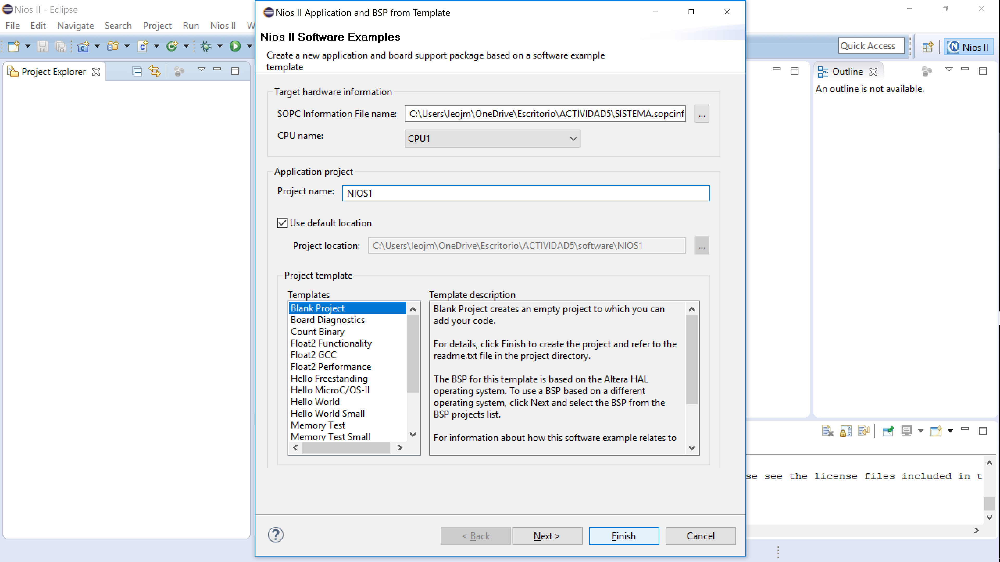 Nios II - Eclipse
File Edit Navigate Search Project Run Nios II
Quick Access
Nios II
Project Explorer
Nios II Application and BSP from Template
Nios II Software Examples
Create a new application and board support package based on a software example
template
Target hardware information
SOPC Information File name: C:\Users\leojm\OneDrive\Escritorio\ACTIVIDAD5\SISTEMA.sopcinf
...
CPU name: CPU1
Application project
Project name: NIOS1
Use default location
Project location: C:\Users\leojm\OneDrive\Escritorio\ACTIVIDAD5\software\NIOS1
...
Project template
Templates
Blank Project
Board Diagnostics
Count Binary
Float2 Functionality
Float2 GCC
Float2 Performance
Hello Freestanding
Hello MicroC/OS-II
Hello World
Hello World Small
Memory Test
Memory Test Small
Template description
Blank Project creates an empty project to which you can
add your code.
For details, click Finish to create the project and refer to the
readme.txt file in the project directory.
The BSP for this template is based on the Altera HAL
operating system. To use a BSP based on a different
operating system, click Next and select the BSP from the
BSP projects list.
For information about how this software example relates to
< Back Next > Finish Cancel
Outline
An outline is not available.
se see the license files included in t